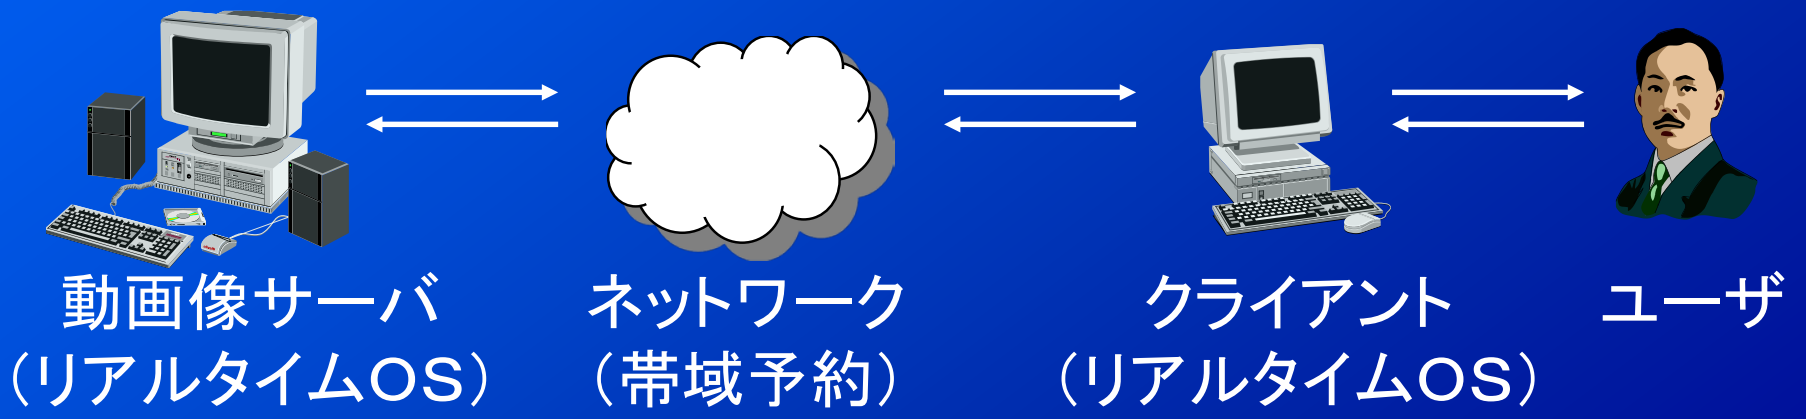 動画像サーバ
（リアルタイムＯＳ）
ネットワーク
（帯域予約）
クライアント
（リアルタイムＯＳ）
ユーザ